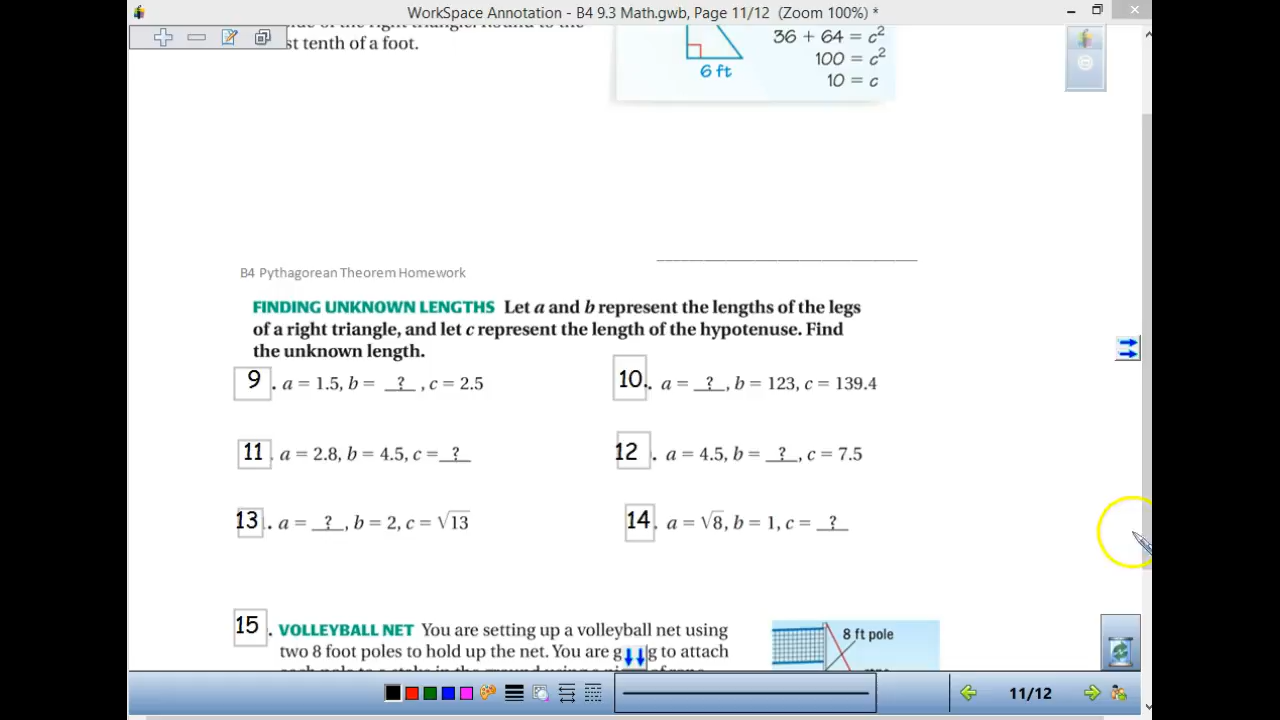 WorkSpace Annotation - B4 9.3 Math.gwb, Page 11/12 (Zoom 100%) *
st tenth of a foot.
36 + 64 = c²
100 = c²
10 = c
6 ft
B4 Pythagorean Theorem Homework
FINDING UNKNOWN LENGTHS Let a and b represent the lengths of the legs
of a right triangle, and let c represent the length of the hypotenuse. Find
the unknown length.
9. a = 1.5, b = ?, c = 2.5
10.. a = ?, b = 123, c = 139.4
11. a = 2.8, b = 4.5, c = ?
12. a = 4.5, b = ?, c = 7.5
13.. a = ?, b = 2, c = √13
14. a = √8, b = 1, c = ?
15. VOLLEYBALL NET You are setting up a volleyball net using
two 8 foot poles to hold up the net. You are g g to attach
8 ft pole
11/12